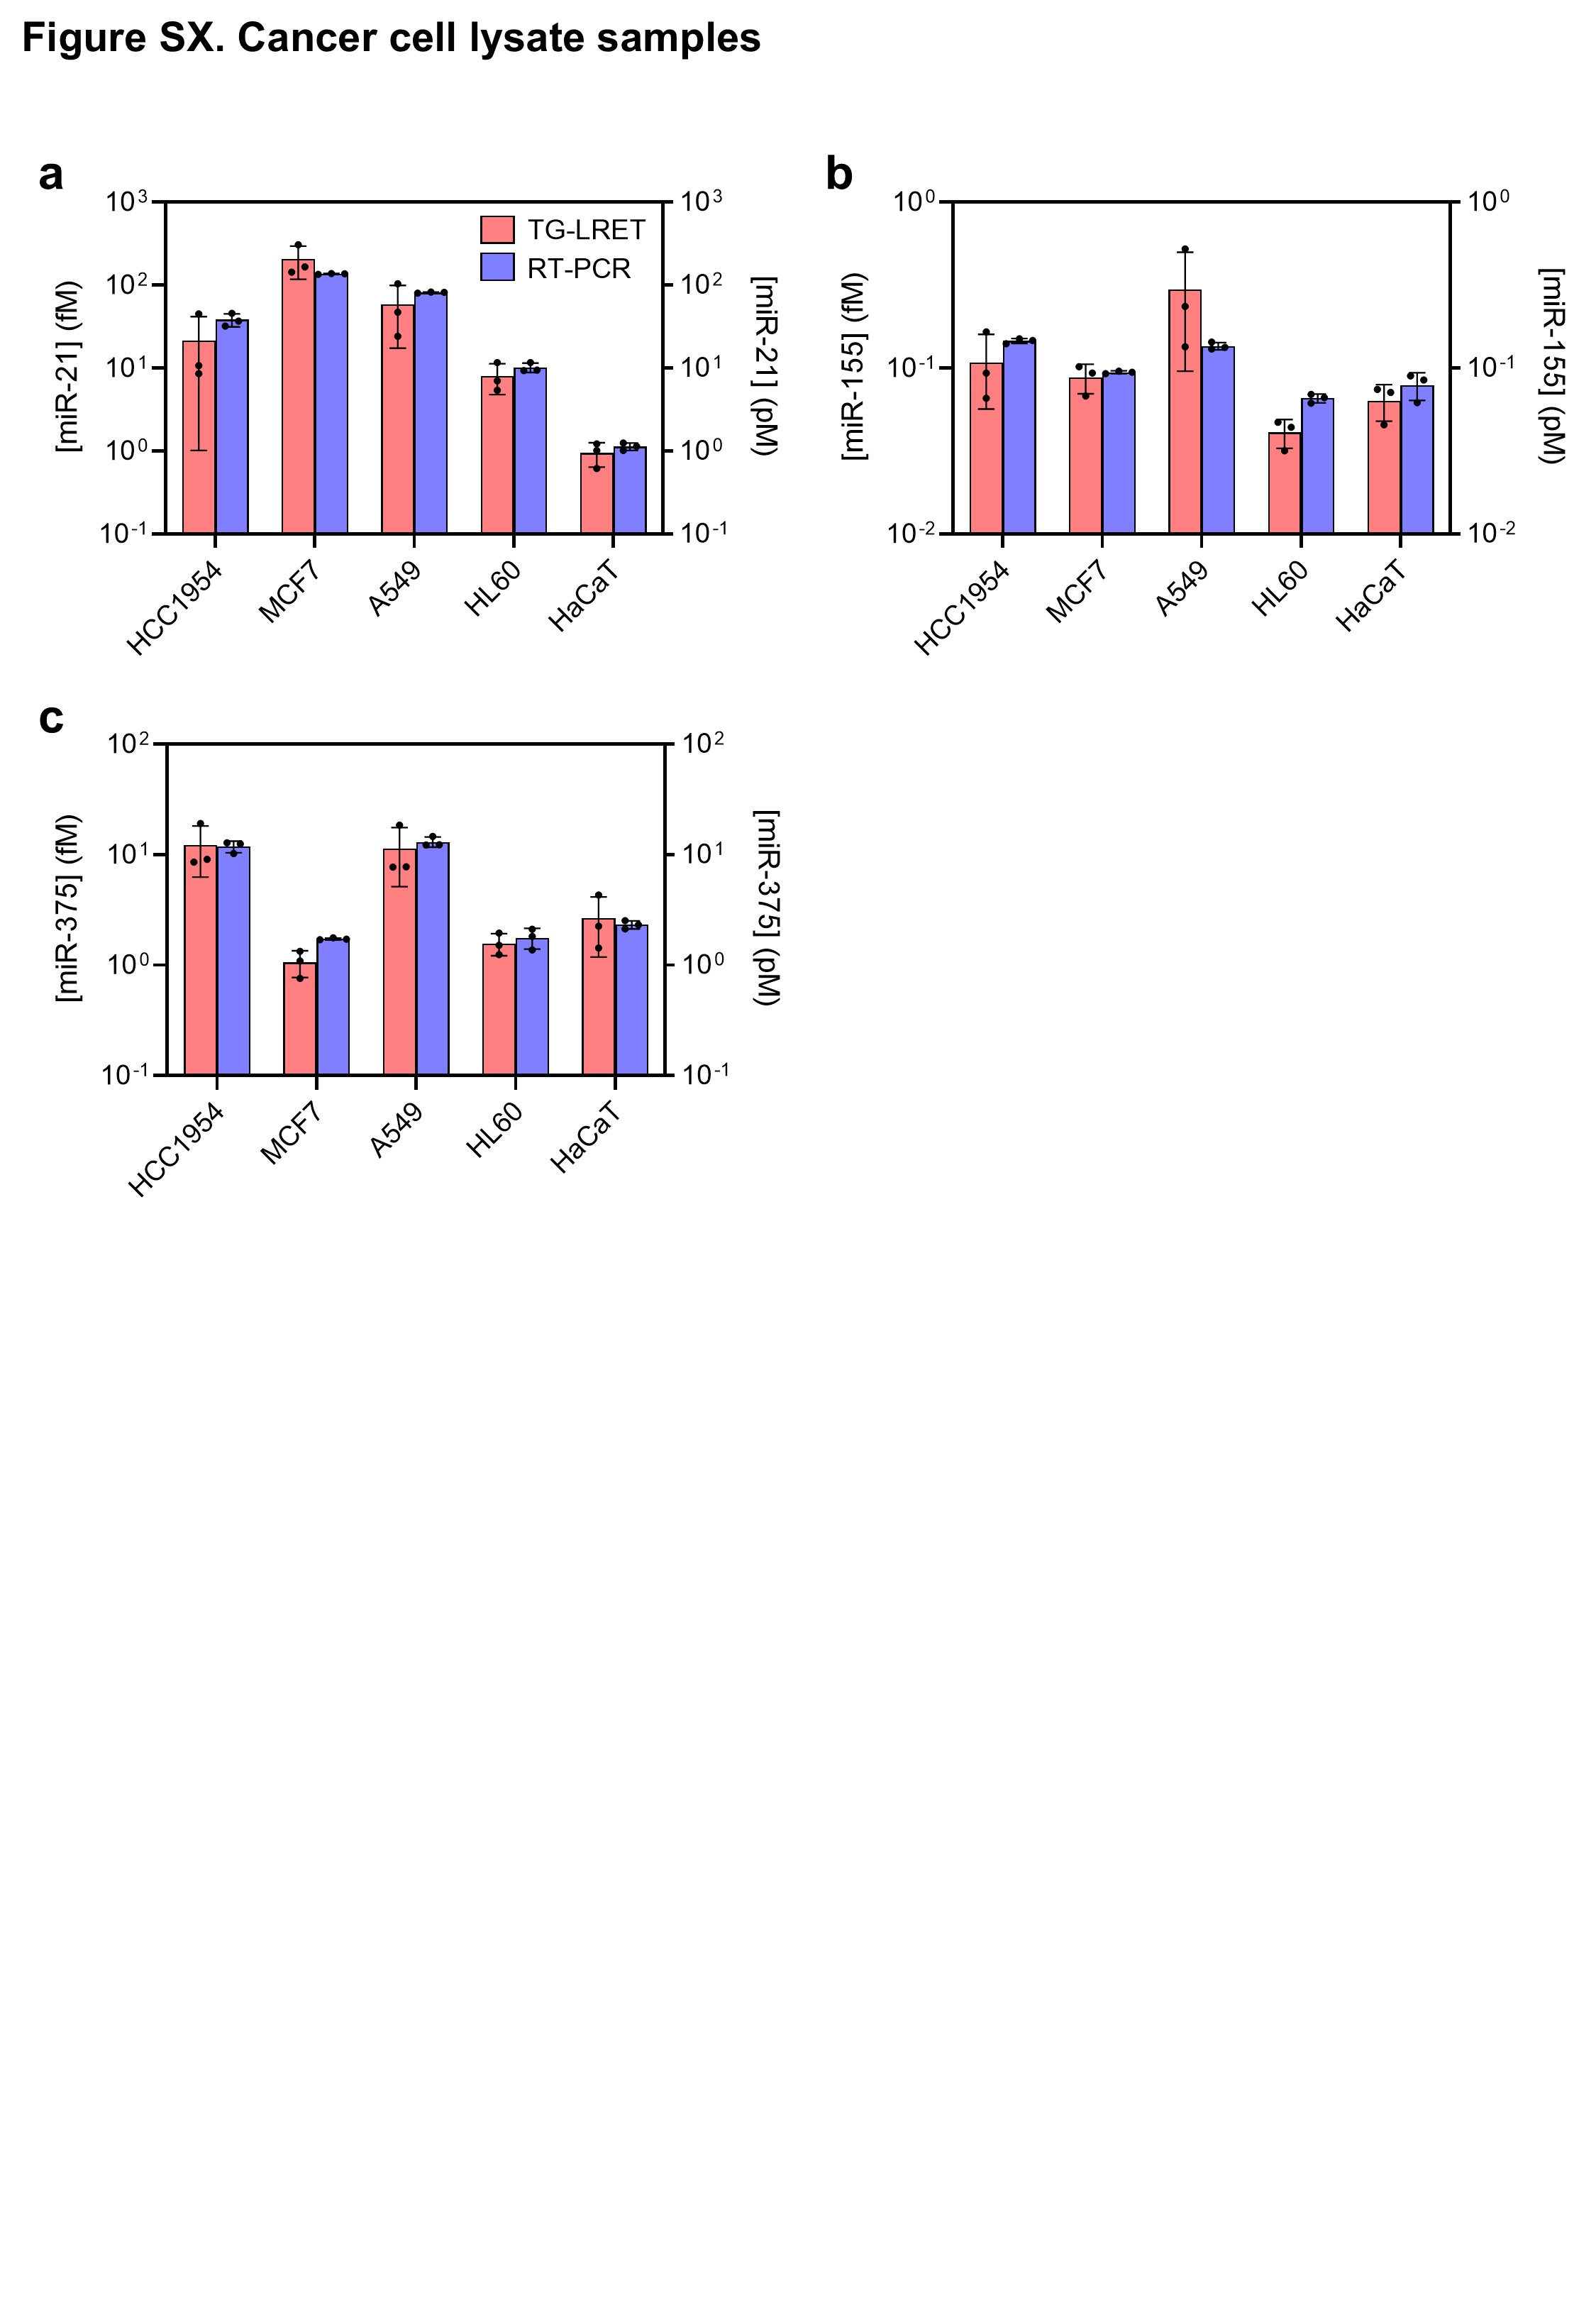 Figure SX. Cancer cell lysate samples
a
[miR-21] (fM)
10³
10²
10¹
10⁰
10⁻¹
TG-LRET
RT-PCR
10³
10²
10¹
10⁰
10⁻¹
[miR-21] (pM)
HCC1954
MCF7
A549
HL60
HaCaT
b
[miR-155] (fM)
10⁰
10⁻¹
10⁻²
10⁰
10⁻¹
10⁻²
[miR-155] (pM)
HCC1954
MCF7
A549
HL60
HaCaT
c
[miR-375] (fM)
10²
10¹
10⁰
10⁻¹
10²
10¹
10⁰
10⁻¹
[miR-375] (pM)
HCC1954
MCF7
A549
HL60
HaCaT